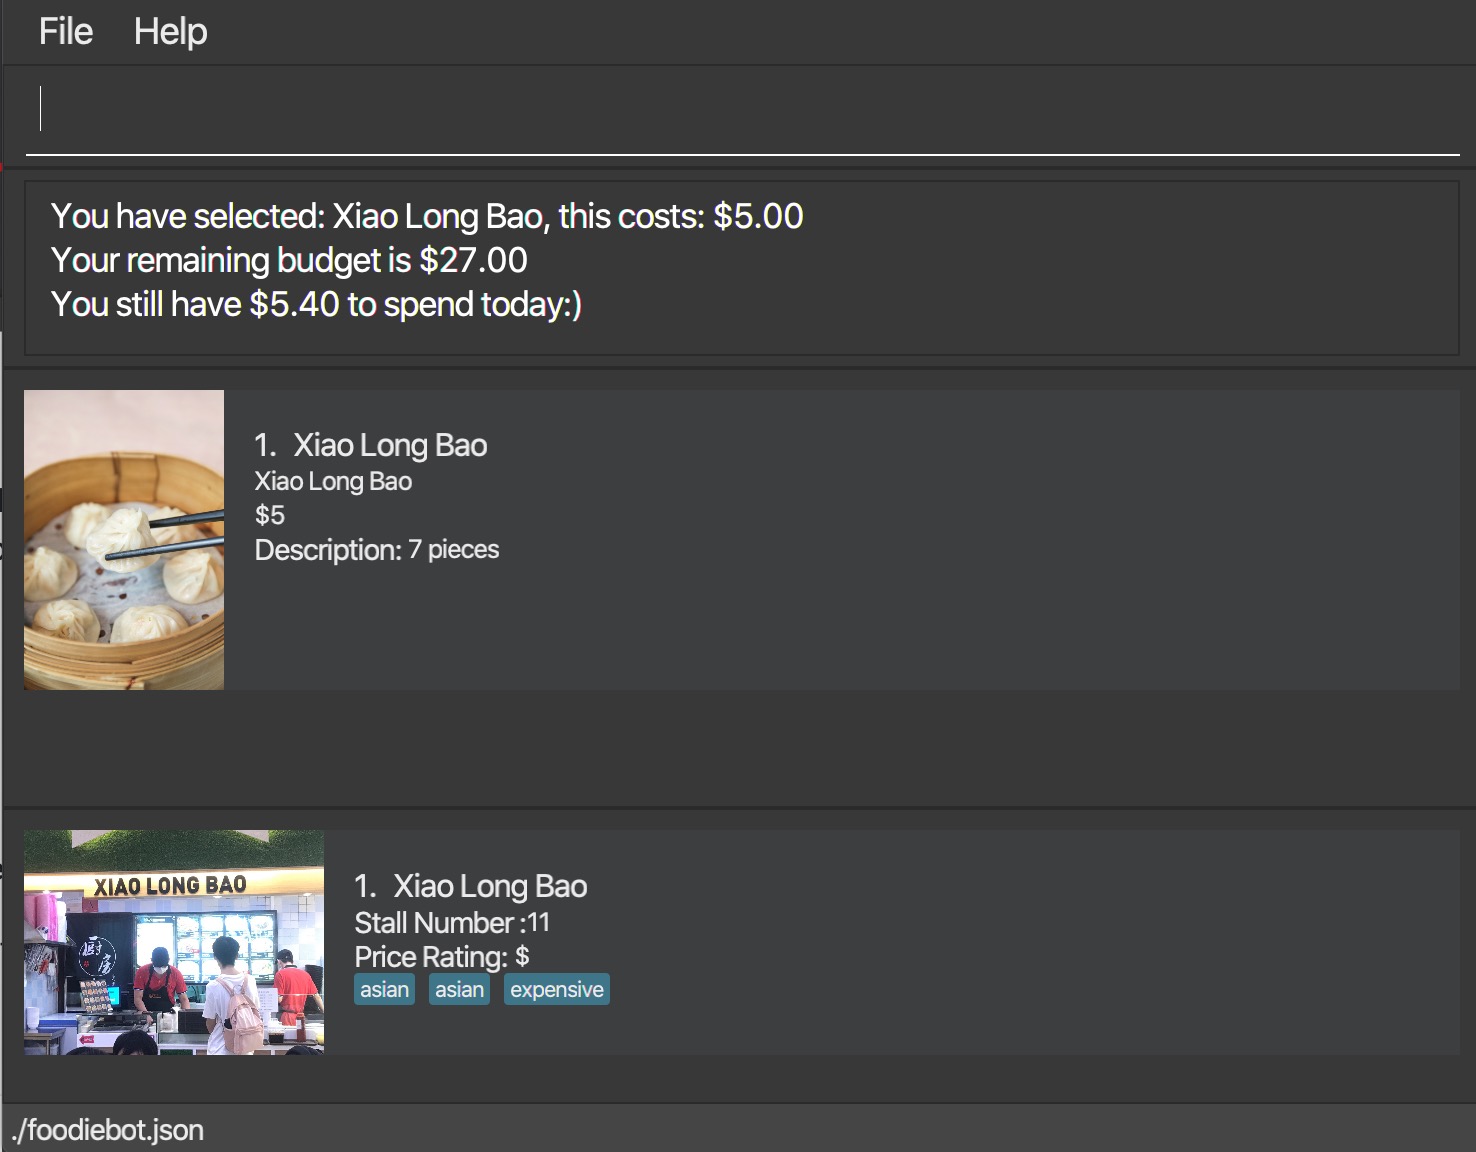 File Help
You have selected: Xiao Long Bao, this costs: $5.00
Your remaining budget is $27.00
You still have $5.40 to spend today:)
1. Xiao Long Bao
Xiao Long Bao
$5
Description: 7 pieces
XIAO LONG BAO
1. Xiao Long Bao
Stall Number :11
Price Rating: $
asian asian expensive
./foodiebot.json